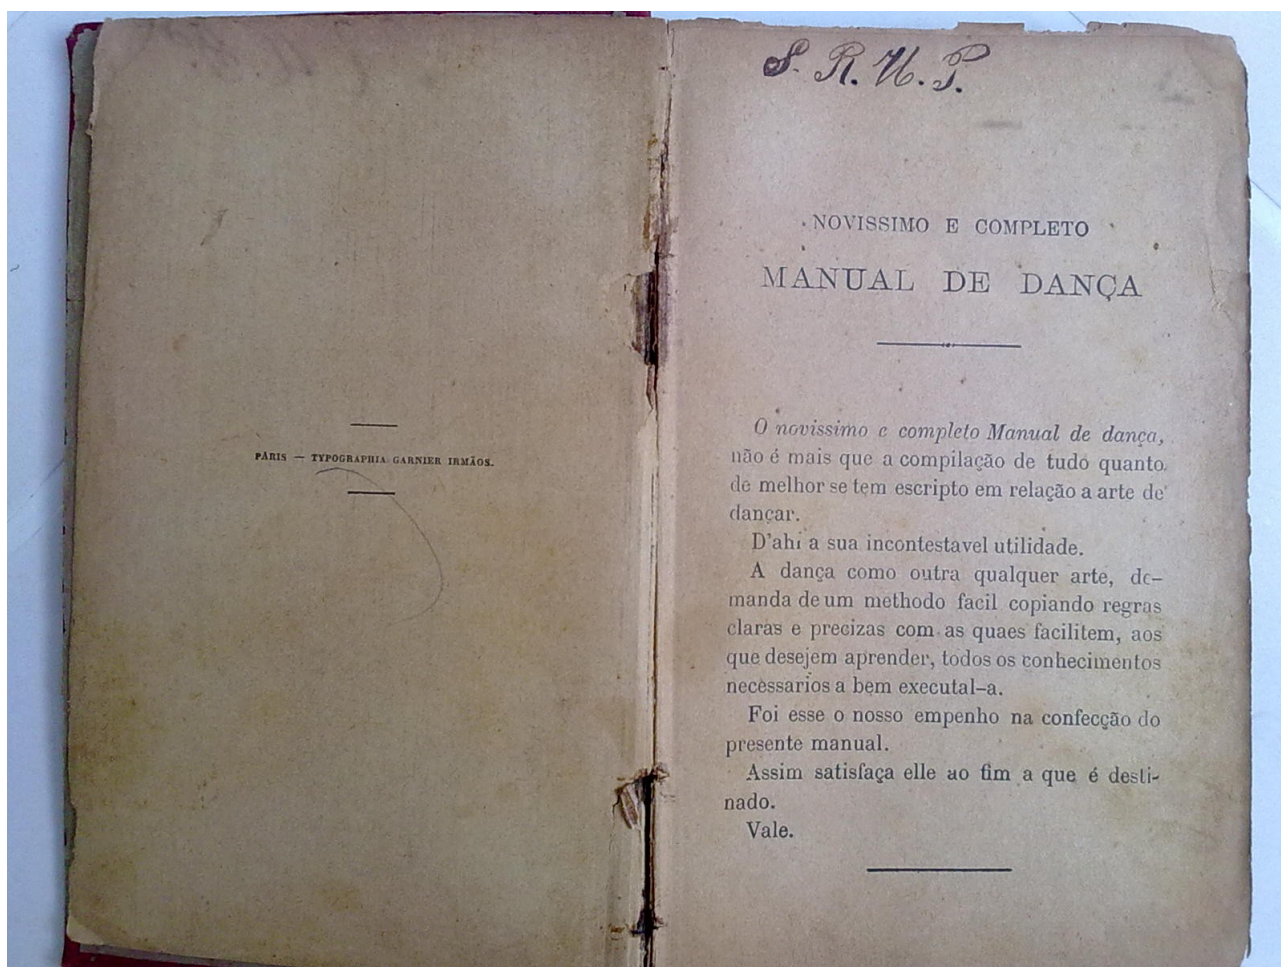 PARIS — TYPOGRAPHIA GARNIER IRMÃOS.
S. R. U. P.
NOVISSIMO E COMPLETO
MANUAL DE DANÇA
O novissimo e completo Manual de dança,
não é mais que a compilação de tudo quanto
de melhor se tem escripto em relação a arte de
dançar.
D'ahi a sua incontestavel utilidade.
A dança como outra qualquer arte, de-
manda de um methodo facil copiando regras
claras e precizas com as quaes facilitem, aos
que desejem aprender, todos os conhecimentos
necessarios a bem executal-a.
Foi esse o nosso empenho na confecção do
presente manual.
Assim satisfaça elle ao fim a que é desti-
nado.
Vale.